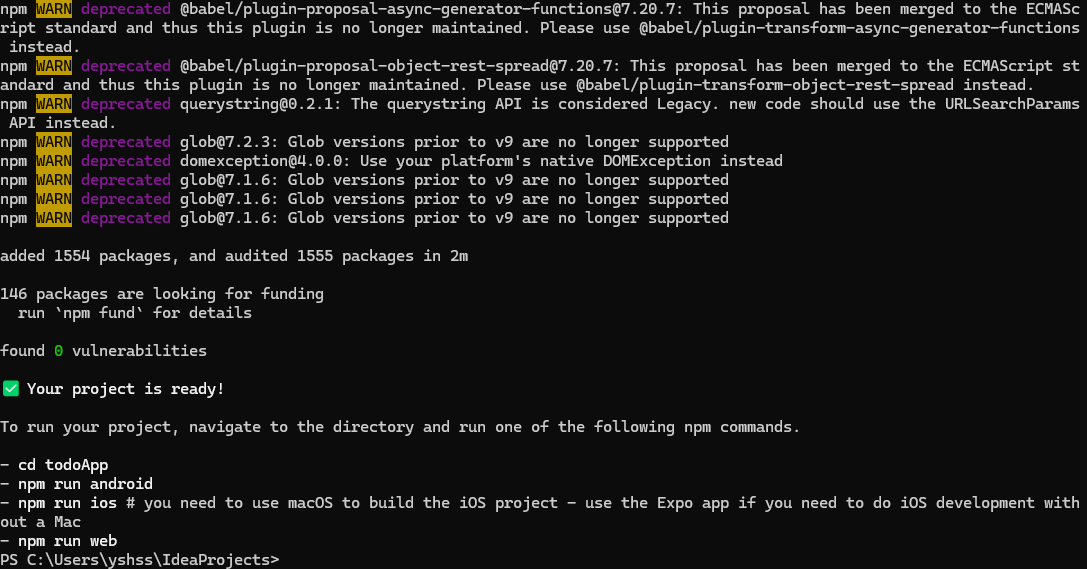 npm WARN deprecated @babel/plugin-proposal-async-generator-functions@7.20.7: This proposal has been merged to the ECMASc
ript standard and thus this plugin is no longer maintained. Please use @babel/plugin-transform-async-generator-functions
 instead.
npm WARN deprecated @babel/plugin-proposal-object-rest-spread@7.20.7: This proposal has been merged to the ECMAScript st
andard and thus this plugin is no longer maintained. Please use @babel/plugin-transform-object-rest-spread instead.
npm WARN deprecated querystring@0.2.1: The querystring API is considered Legacy. new code should use the URLSearchParams
 API instead.
npm WARN deprecated glob@7.2.3: Glob versions prior to v9 are no longer supported
npm WARN deprecated domexception@4.0.0: Use your platform's native DOMException instead
npm WARN deprecated glob@7.1.6: Glob versions prior to v9 are no longer supported
npm WARN deprecated glob@7.1.6: Glob versions prior to v9 are no longer supported
npm WARN deprecated glob@7.1.6: Glob versions prior to v9 are no longer supported

added 1554 packages, and audited 1555 packages in 2m

146 packages are looking for funding
  run `npm fund` for details

found 0 vulnerabilities

✅ Your project is ready!

To run your project, navigate to the directory and run one of the following npm commands.

- cd todoApp
- npm run android
- npm run ios # you need to use macOS to build the iOS project - use the Expo app if you need to do iOS development with
out a Mac
- npm run web
PS C:\Users\yshss\IdeaProjects>